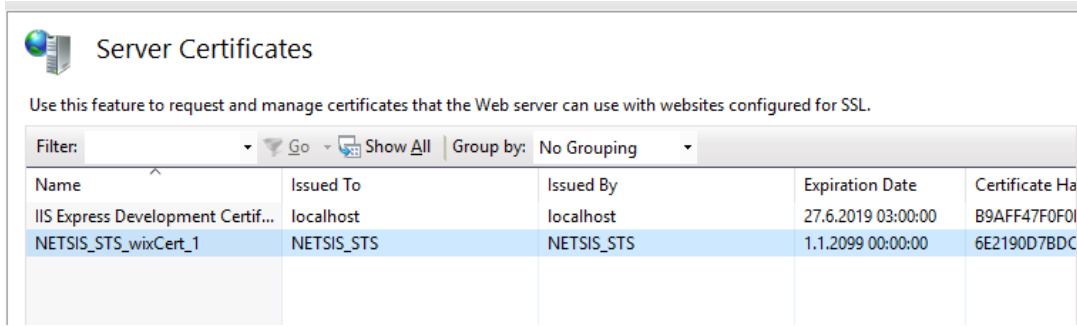 Server Certificates
Use this feature to request and manage certificates that the Web server can use with websites configured for SSL.
Filter: Go Show All Group by: No Grouping
Name Issued To Issued By Expiration Date Certificate Ha
IIS Express Development Certif... localhost localhost 27.6.2019 03:00:00 B9AFF47F0F0
NETSIS_STS_wixCert_1 NETSIS_STS NETSIS_STS 1.1.2099 00:00:00 6E2190D7BDC